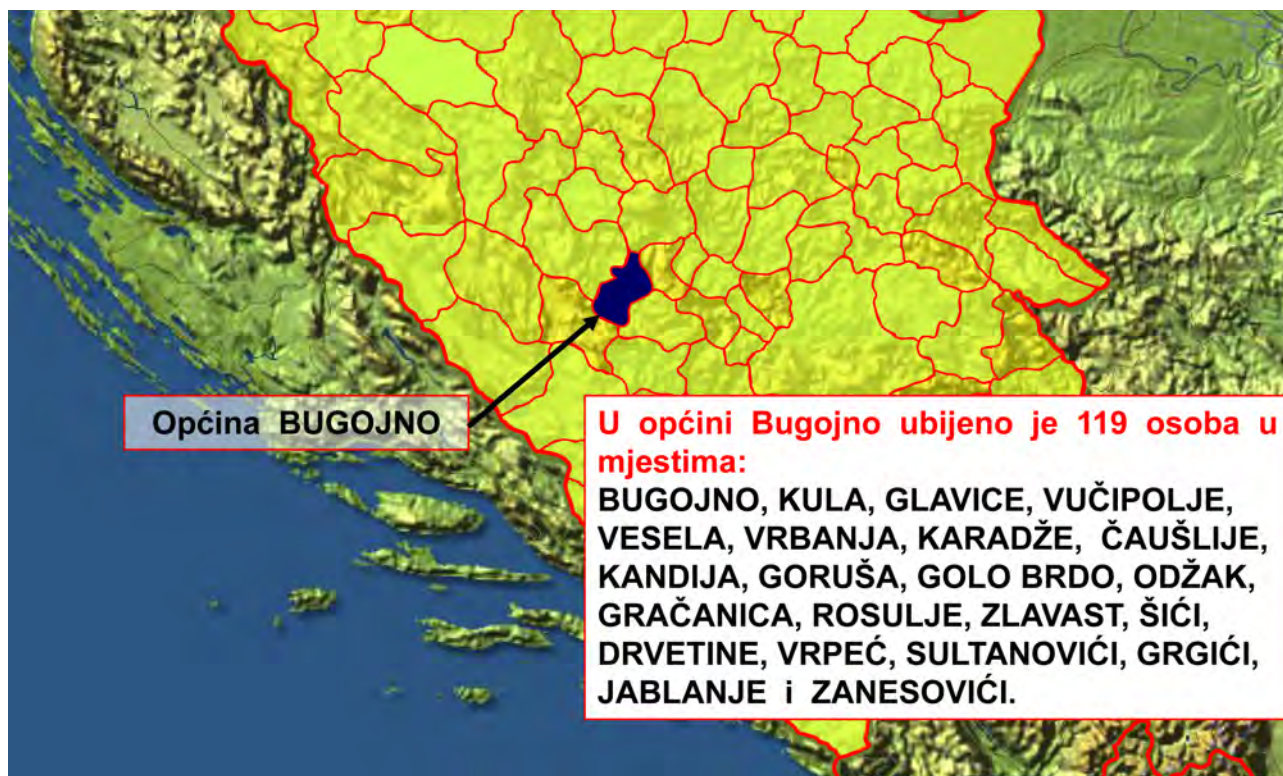 Općina BUGOJNO
U općini Bugojno ubijeno je 119 osoba u
mjestima:
BUGOJNO, KULA, GLAVICE, VUČIPOLJE,
VESELA, VRBANJA, KARADŽE, ČAUŠLIJE,
KANDIJA, GORUŠA, GOLO BRDO, ODŽAK,
GRAČANICA, ROSULJE, ZLAVAST, ŠIĆI,
DRVETINE, VRPEĆ, SULTANOVIĆI, GRGIĆI,
JABLANJE i ZANESOVIĆI.